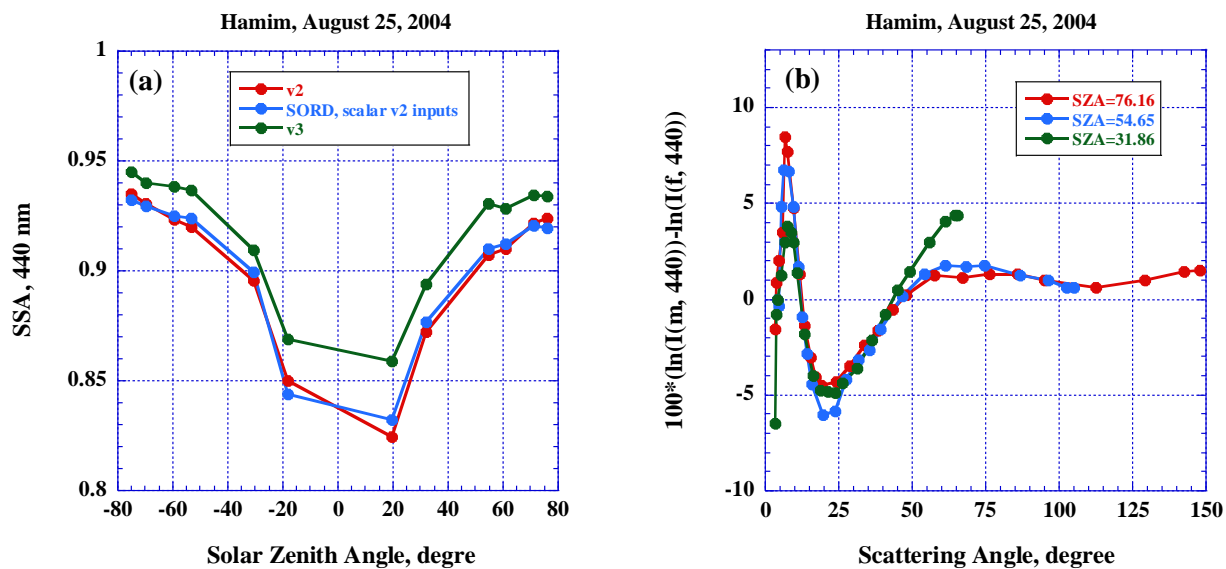 Hamim, August 25, 2004
(a)
v2
SORD, scalar v2 inputs
v3
SSA, 440 nm
1
0.95
0.9
0.85
0.8
-80 -60 -40 -20 0 20 40 60 80
Solar Zenith Angle, degre
Hamim, August 25, 2004
(b)
SZA=76.16
SZA=54.65
SZA=31.86
100*(ln(I(m, 440))-ln(I(f, 440))
10
5
0
-5
-10
0 25 50 75 100 125 150
Scattering Angle, degree